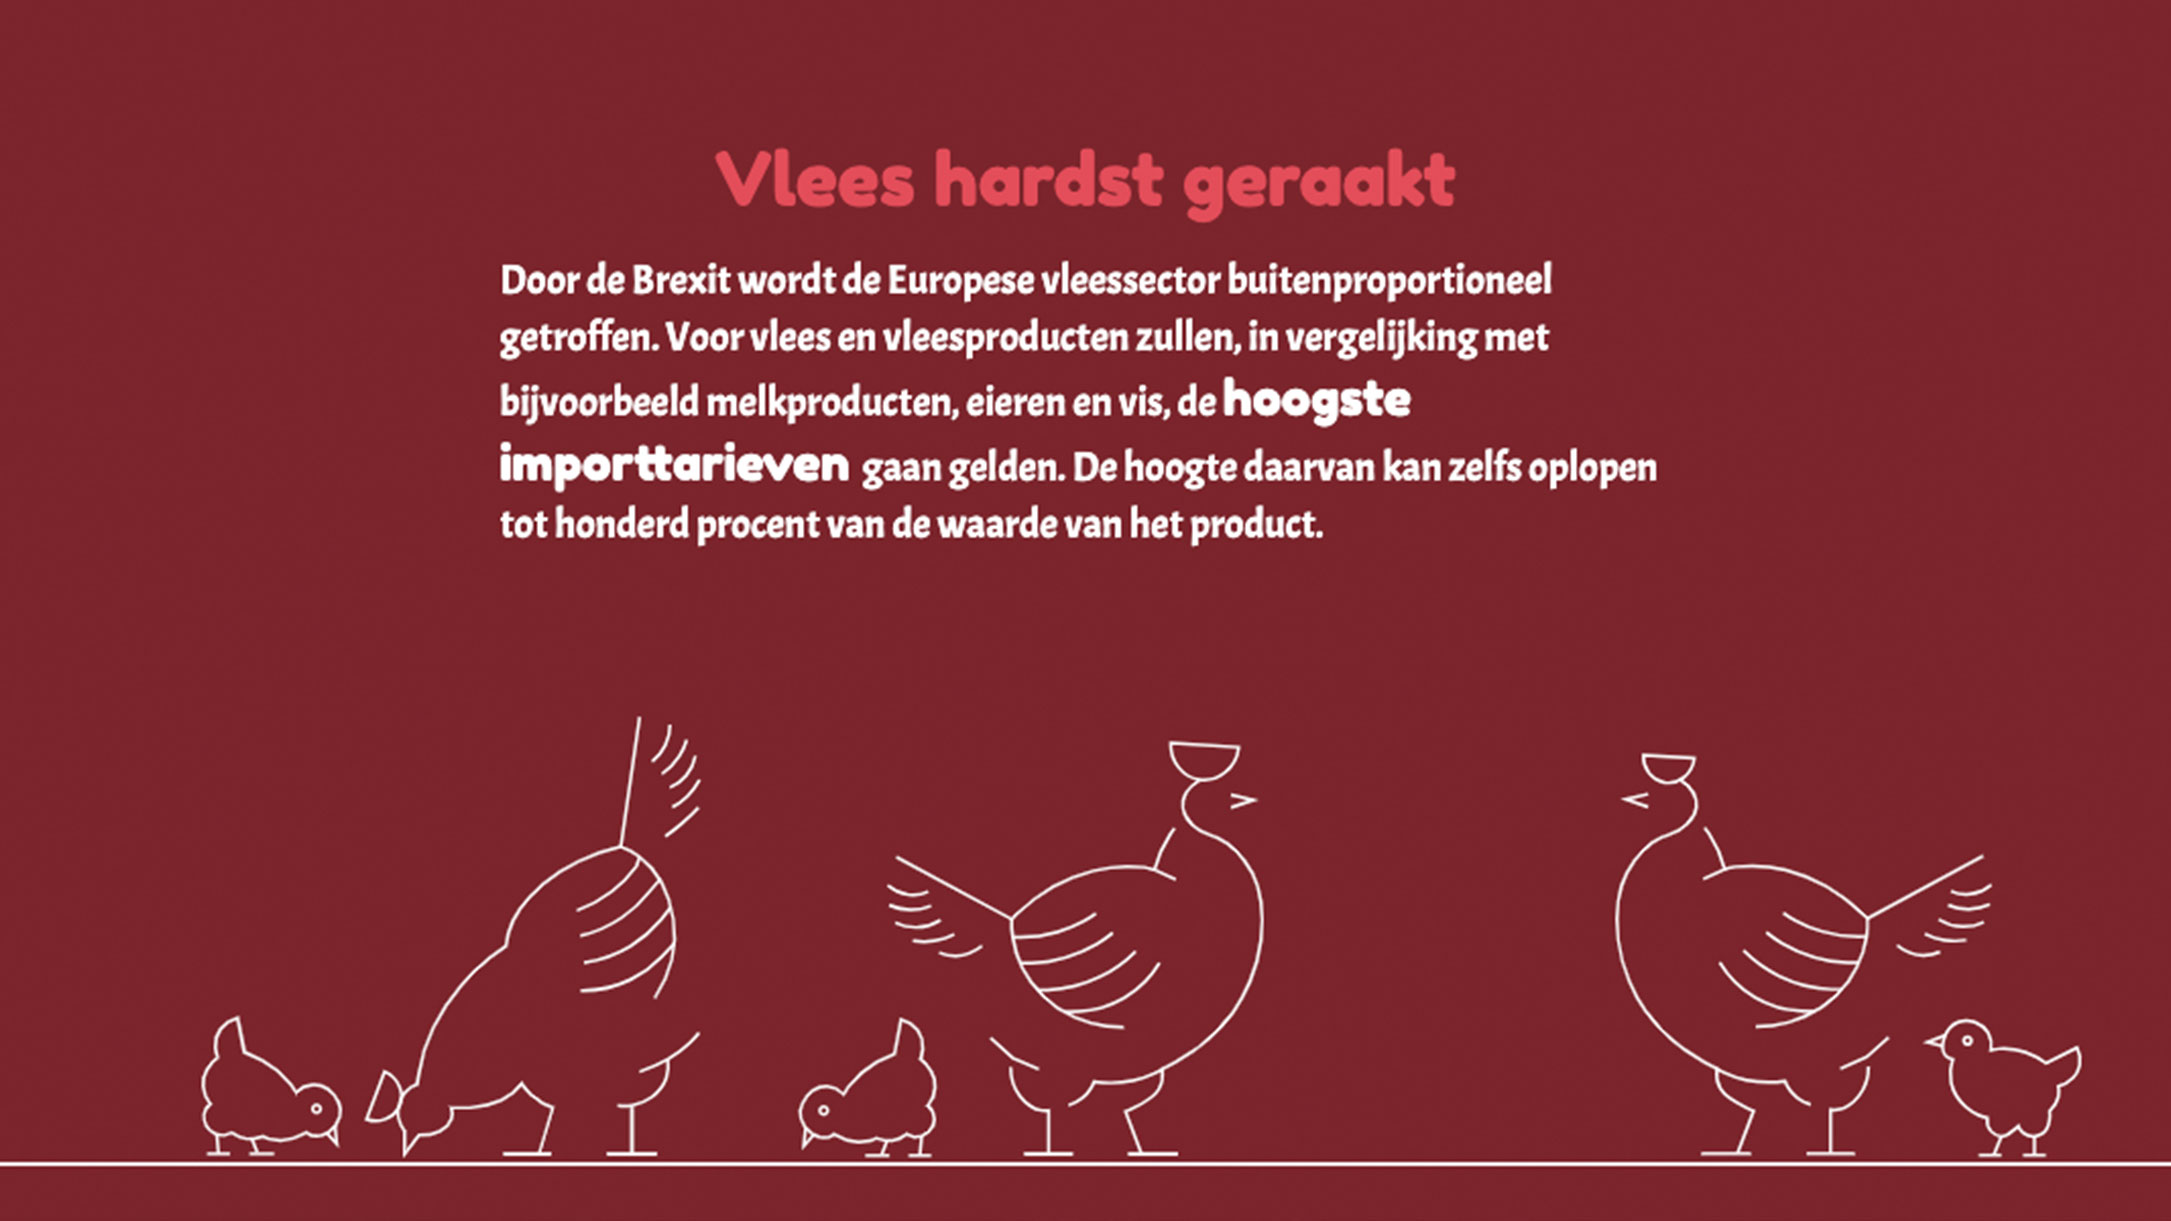 Vlees hardst geraakt
Door de Brexit wordt de Europese vleessector buitenproportioneel
getroffen. Voor vlees en vleesproducten zullen, in vergelijking met
bijvoorbeeld melkproducten, eieren en vis, de hoogste
importtarieven gaan gelden. De hoogte daarvan kan zelfs oplopen
tot honderd procent van de waarde van het product.